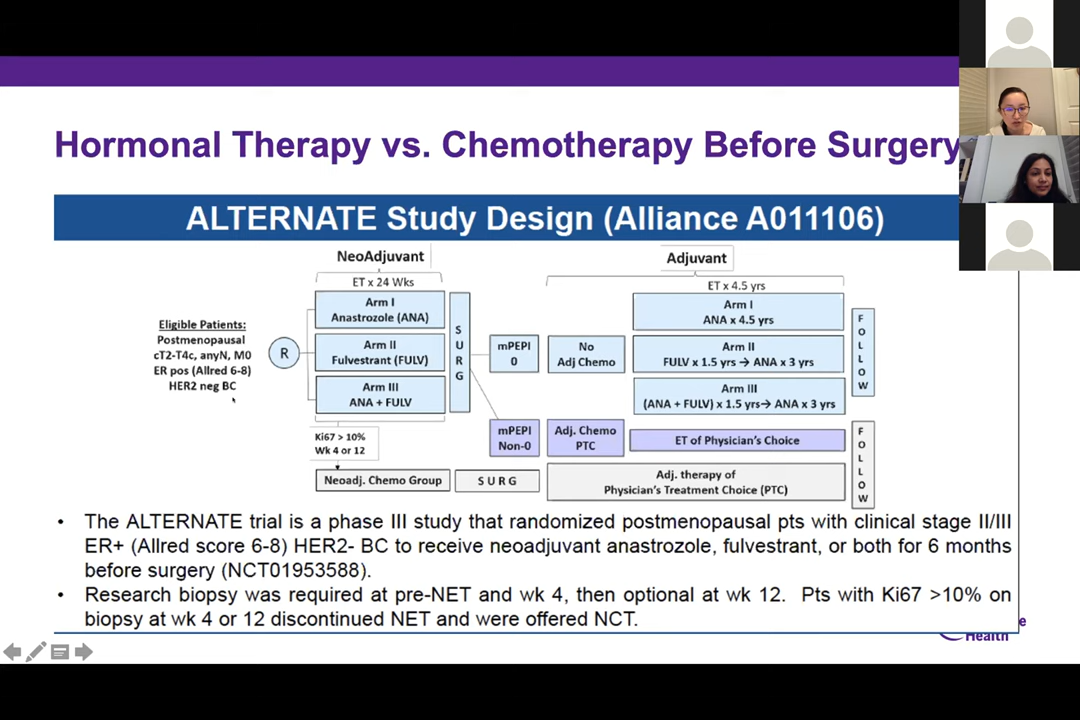 Hormonal Therapy vs. Chemotherapy Before Surgery
ALTERNATE Study Design (Alliance A011106)
NeoAdjuvant
Adjuvant
ET x 24 Wks
ET x 4.5 yrs
Eligible Patients:
Postmenopausal
cT2-T4c, anyN, M0
ER pos (Allred 6-8)
HER2 neg BC
R
Arm I
Anastrozole (ANA)
Arm II
Fulvestrant (FULV)
Arm III
ANA + FULV
S
U
R
G
mPEPI
0
No
Adj Chemo
Arm I
ANA x 4.5 yrs
Arm II
FULV x 1.5 yrs → ANA x 3 yrs
Arm III
(ANA + FULV) x 1.5 yrs→ ANA x 3 yrs
F
O
L
L
O
W
mPEPI
Non-0
Adj. Chemo
PTC
ET of Physician's Choice
Ki67 > 10%
Wk 4 or 12
Neoadj. Chemo Group
S U R G
Adj. therapy of
Physician's Treatment Choice (PTC)
F
O
L
L
O
W
• The ALTERNATE trial is a phase III study that randomized postmenopausal pts with clinical stage II/III
ER+ (Allred score 6-8) HER2- BC to receive neoadjuvant anastrozole, fulvestrant, or both for 6 months
before surgery (NCT01953588).
• Research biopsy was required at pre-NET and wk 4, then optional at wk 12. Pts with Ki67 >10% on
biopsy at wk 4 or 12 discontinued NET and were offered NCT.
Health